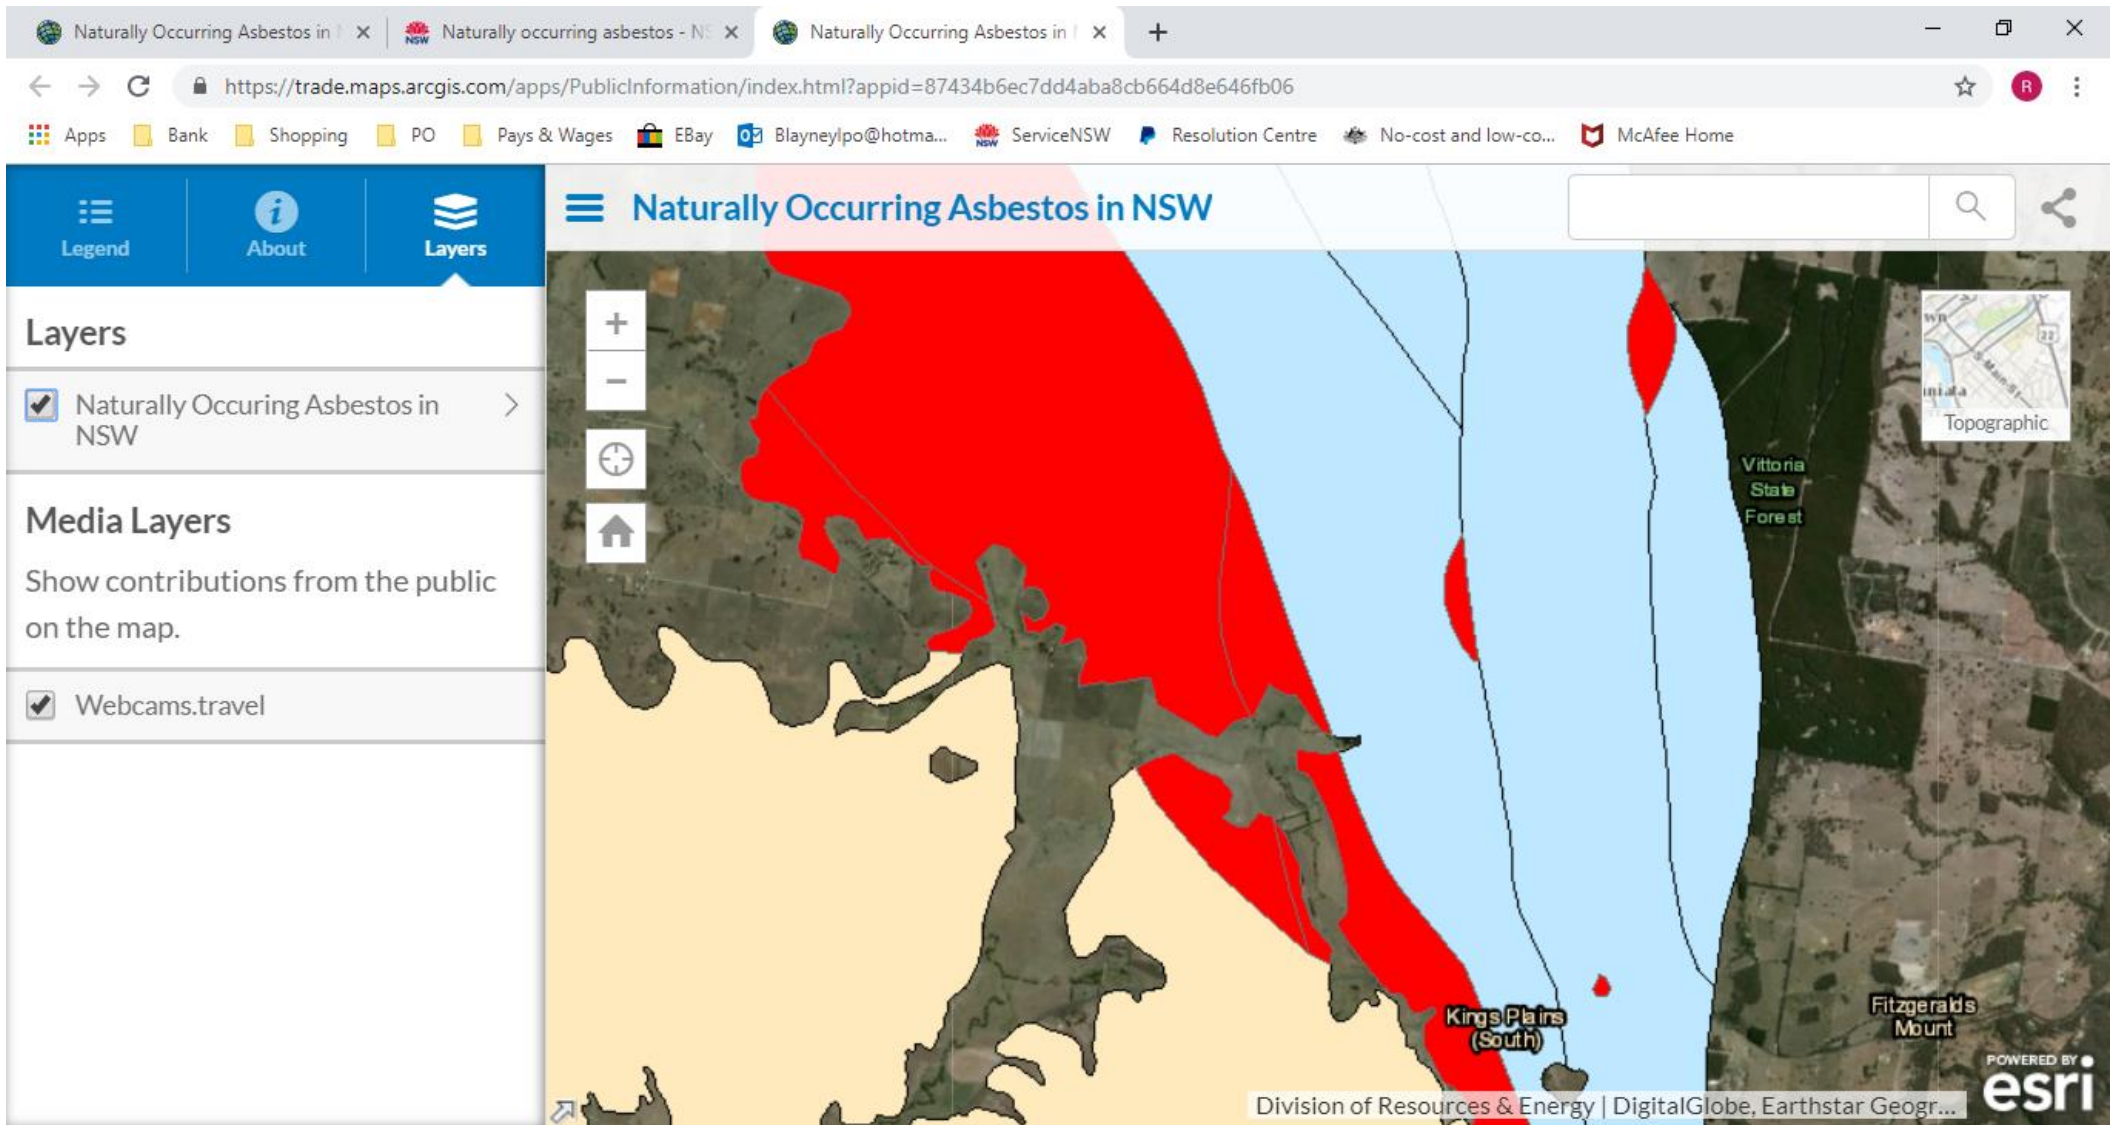 Naturally Occurring Asbestos in
Naturally occurring asbestos - NS
Naturally Occurring Asbestos in
https://trade.maps.arcgis.com/apps/PublicInformation/index.html?appid=87434b6ec7dd4aba8cb664d8e646fb06
R
Apps Bank Shopping PO Pays & Wages EBay Blayneylpo@hotma... NSW ServiceNSW Resolution Centre No-cost and low-co... McAfee Home
Legend About Layers
Naturally Occurring Asbestos in NSW
Layers
Naturally Occuring Asbestos in
NSW
Media Layers
Show contributions from the public
on the map.
Webcams.travel
Topographic
Vittoria
State
Forest
Kings Plains
(South)
Fitzgeralds
Mount
POWERED BY
esri
Division of Resources & Energy | DigitalGlobe, Earthstar Geogr...